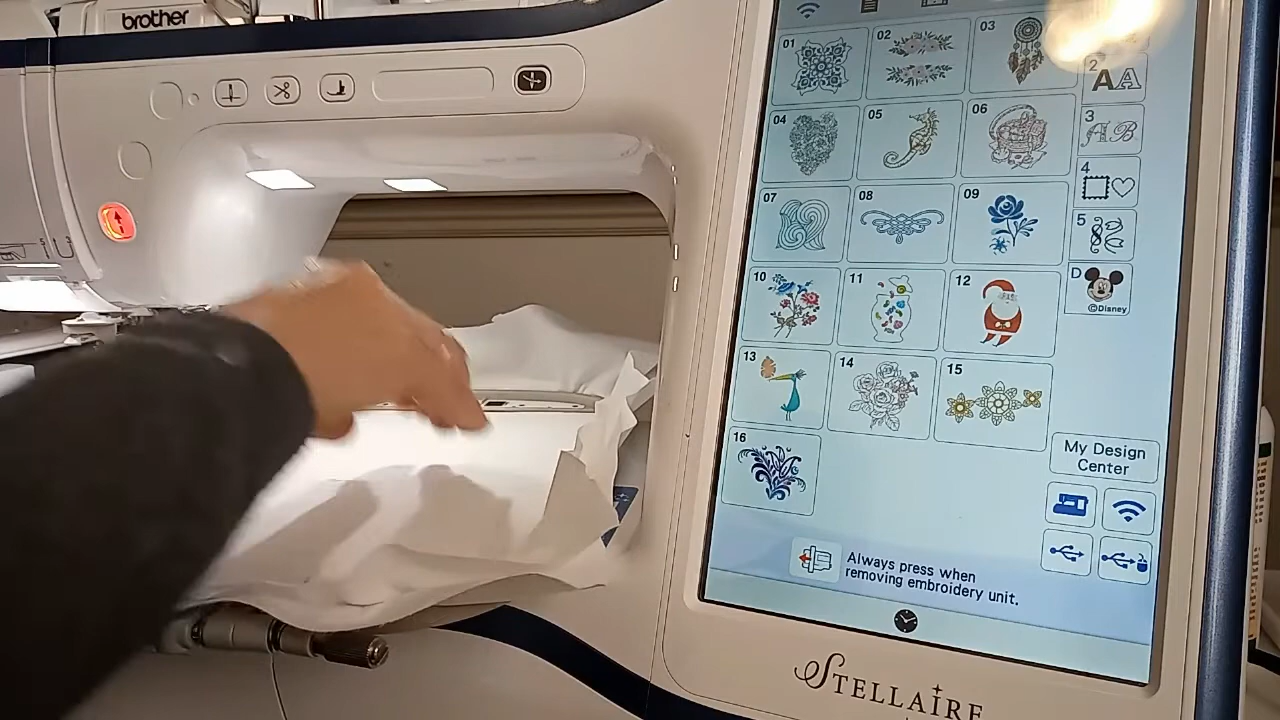 brother
01
02
03
2
AA
04
05
06
3
AB
4
07
08
09
5
10
11
12
D
©Disney
13
14
15
My Design
Center
16
Always press when
removing embroidery unit.
STELLAIRE